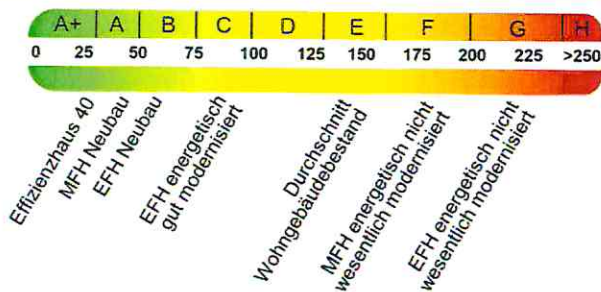 A+ A B C D E F G H
0 25 50 75 100 125 150 175 200 225 >250
Effizienzhaus 40
MFH Neubau
EFH Neubau
EFH energetisch
gut modernisiert
Durchschnitt
Wohngebäudebestand
MFH energetisch nicht
wesentlich modernisiert
EFH energetisch nicht
wesentlich modernisiert